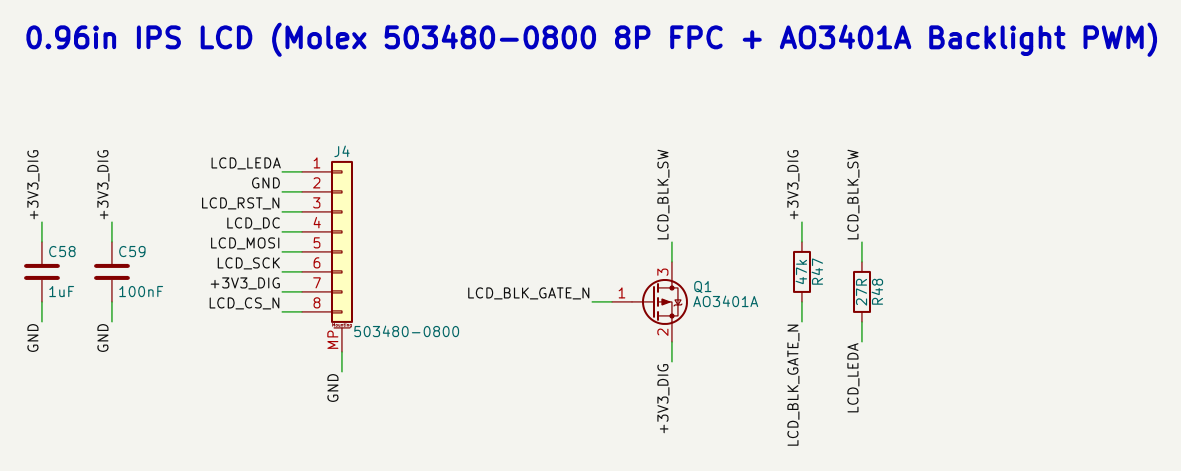 0.96in IPS LCD (Molex 503480-0800 8P FPC + AO3401A Backlight PWM)
+3V3_DIG
C58
1uF
GND
+3V3_DIG
C59
100nF
GND
J4
LCD_LEDA 1
GND 2
LCD_RST_N 3
LCD_DC 4
LCD_MOSI 5
LCD_SCK 6
+3V3_DIG 7
LCD_CS_N 8
Mounting
MP
503480-0800
GND
LCD_BLK_SW
3
LCD_BLK_GATE_N 1
Q1
AO3401A
2
+3V3_DIG
+3V3_DIG
47k
R47
LCD_BLK_GATE_N
LCD_BLK_SW
27R
R48
LCD_LEDA